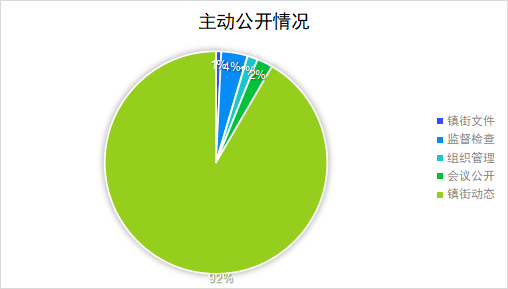 主动公开情况
1%
4%
1%
2%
92%
镇街文件
监督检查
组织管理
会议公开
镇街动态